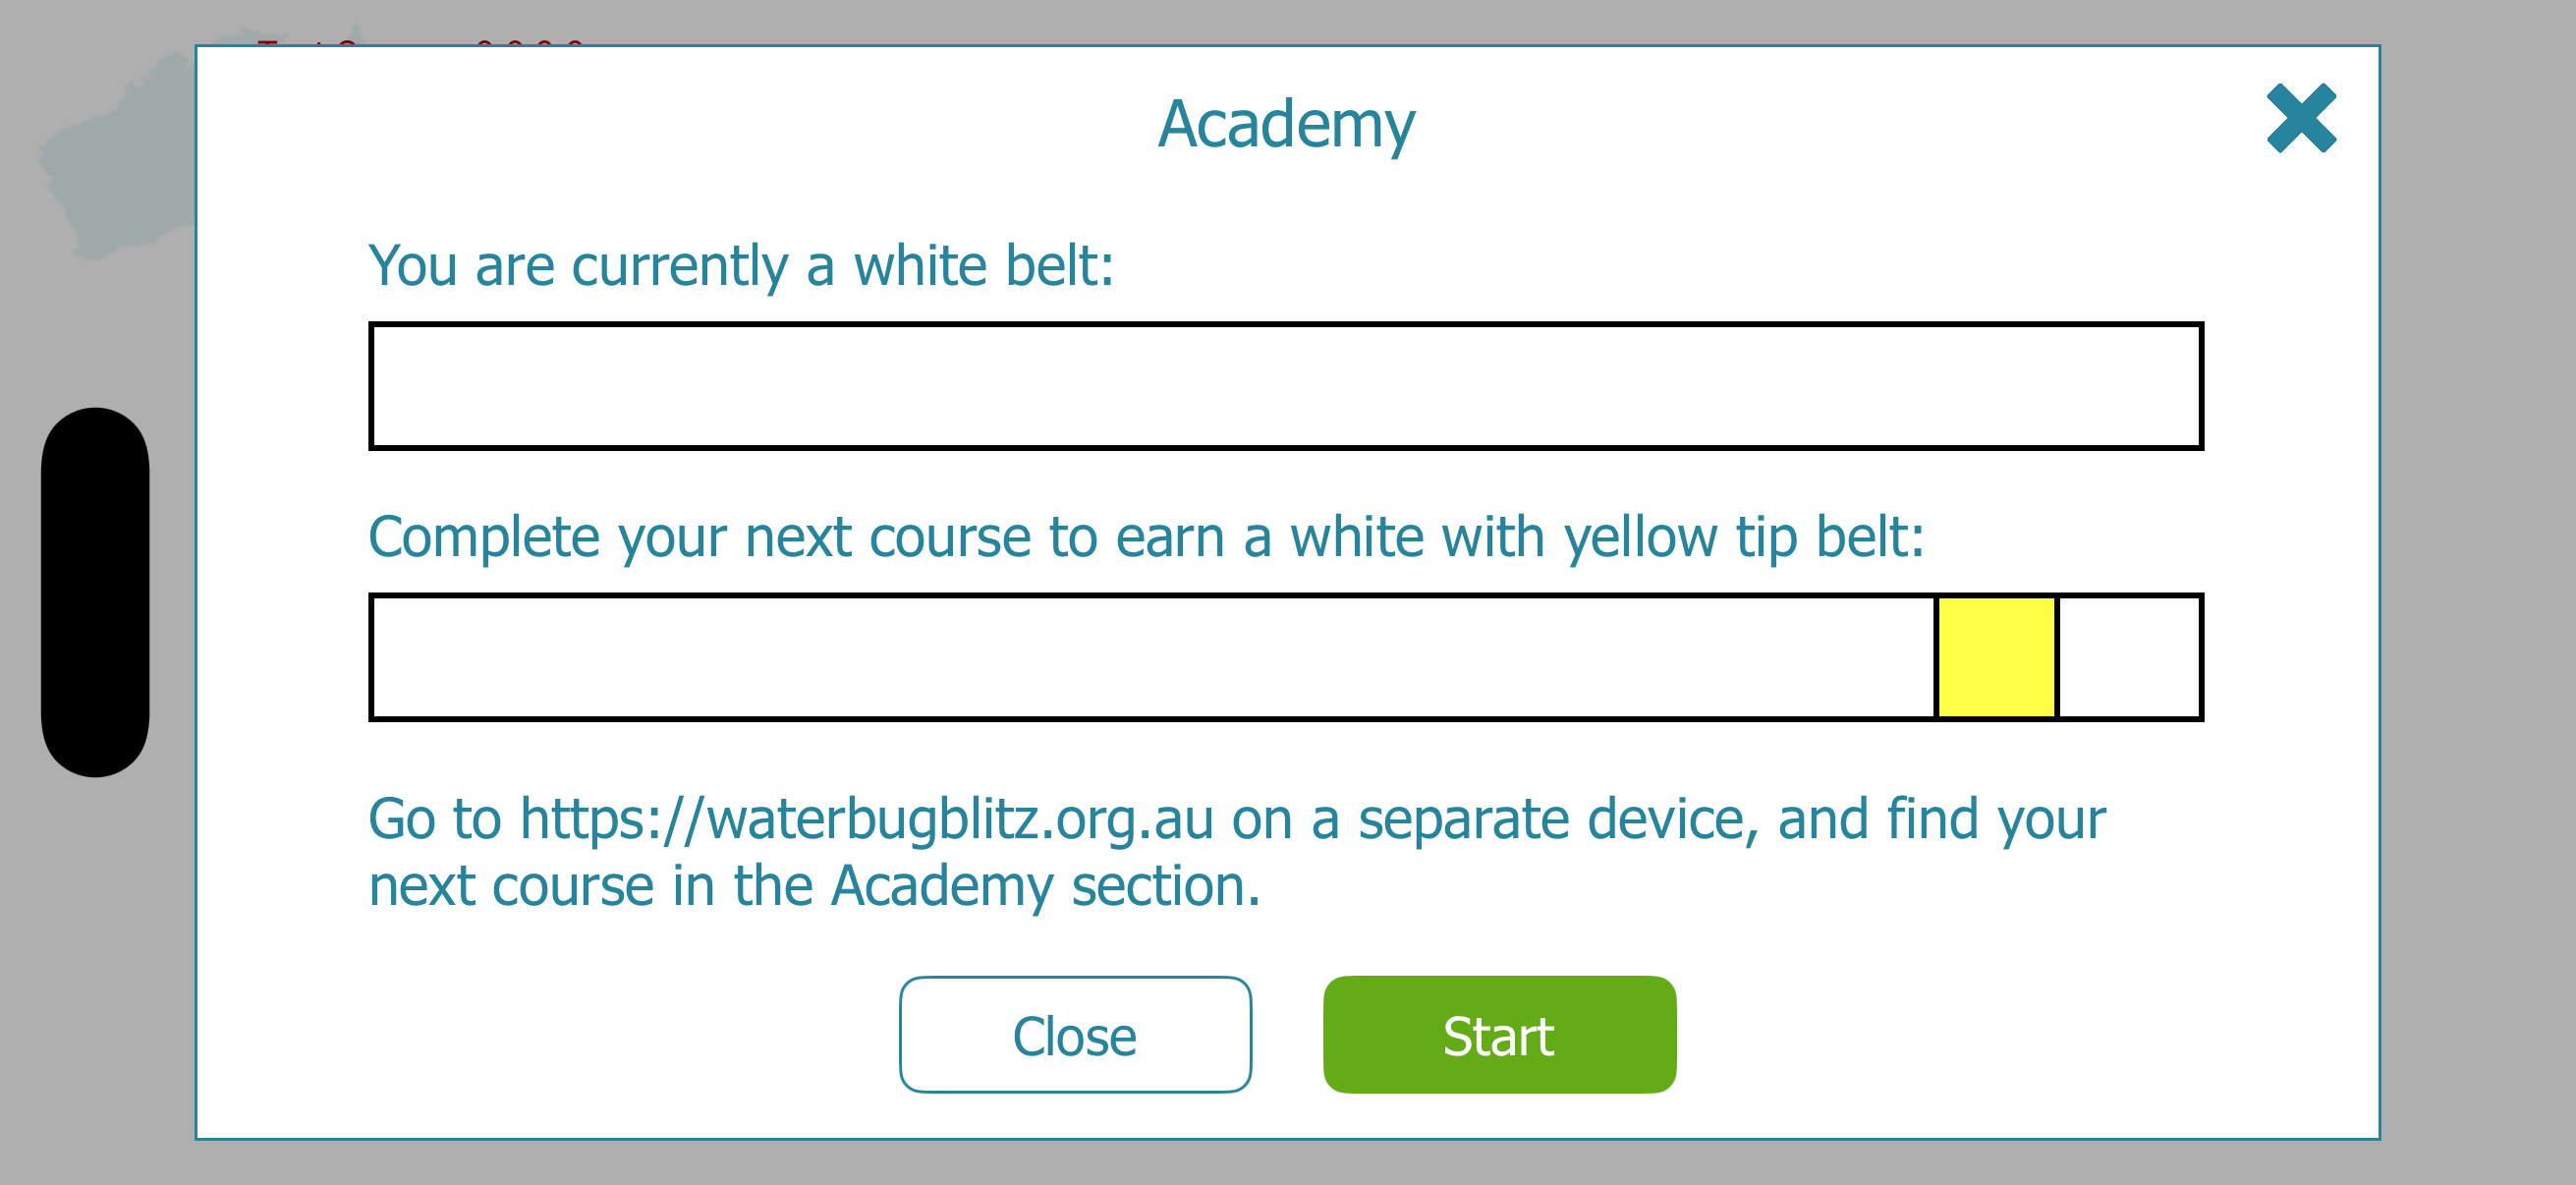 Academy
You are currently a white belt:
Complete your next course to earn a white with yellow tip belt:
Go to https://waterbugblitz.org.au on a separate device, and find your
next course in the Academy section.
Close
Start